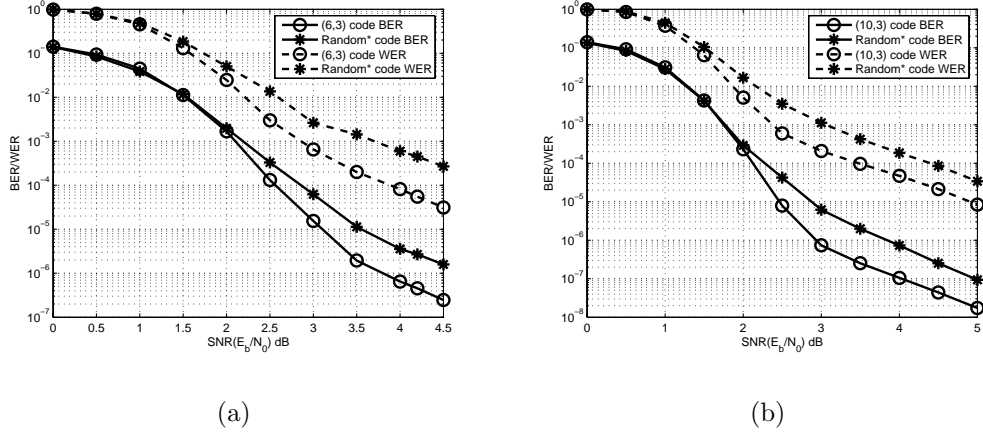 10^0
10^-1
10^-2
10^-3
10^-4
10^-5
10^-6
10^-7
BER/WER
0 0.5 1 1.5 2 2.5 3 3.5 4 4.5
SNR(E_b/N_0) dB
(6,3) code BER
Random* code BER
(6,3) code WER
Random* code WER
(a)
10^0
10^-1
10^-2
10^-3
10^-4
10^-5
10^-6
10^-7
10^-8
BER/WER
0 1 2 3 4 5
SNR(E_b/N_0) dB
(10,3) code BER
Random* code BER
(10,3) code WER
Random* code WER
(b)